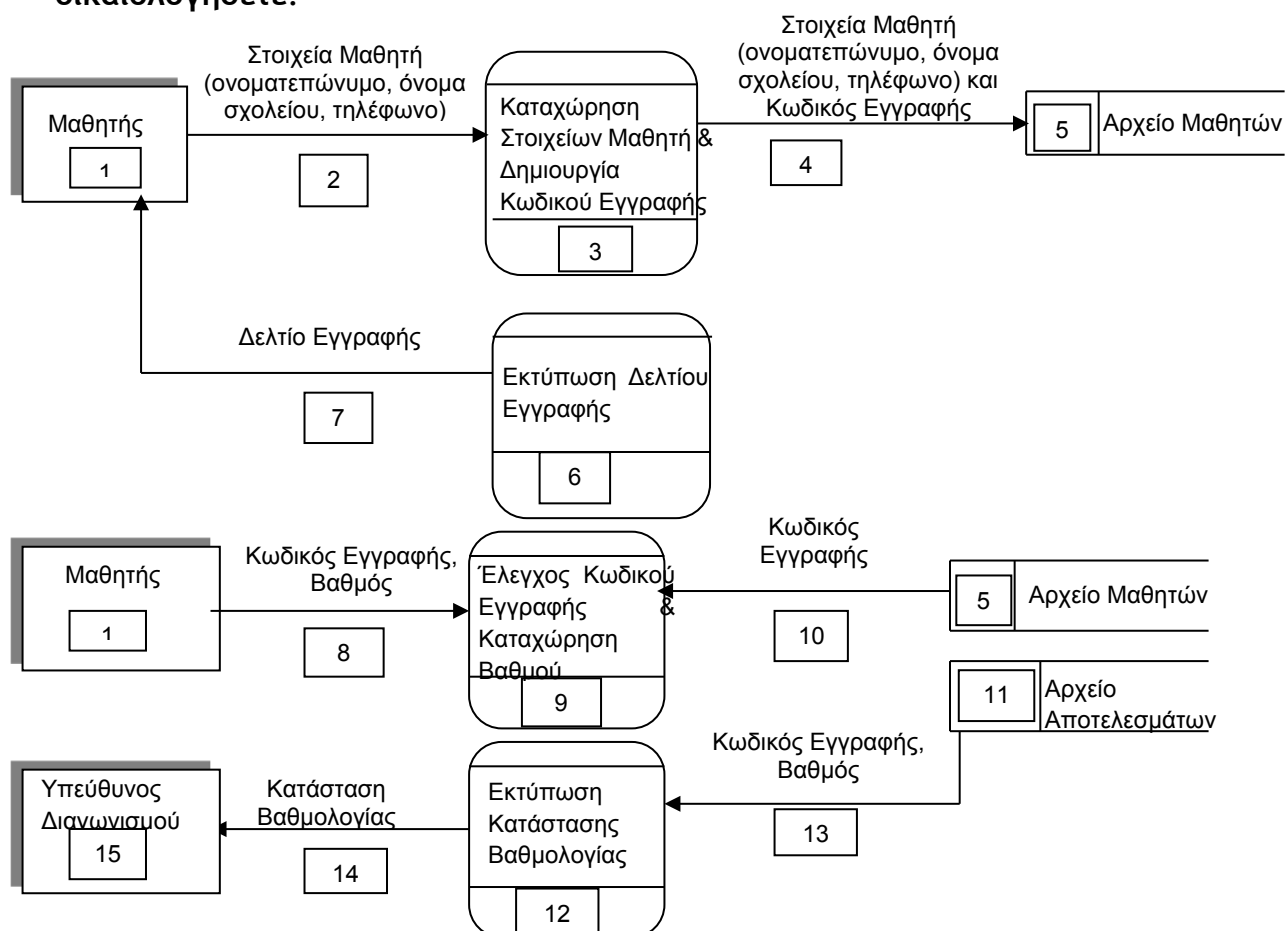 δικαιολογήσετε.
Στοιχεία Μαθητή
(ονοματεπώνυμο, όνομα
σχολείου, τηλέφωνο)
Στοιχεία Μαθητή
(ονοματεπώνυμο, όνομα
σχολείου, τηλέφωνο) και
Κωδικός Εγγραφής
Μαθητής
1
2
Καταχώρηση
Στοιχείων Μαθητή &
Δημιουργία
Κωδικού Εγγραφής
3
4
5
Αρχείο Μαθητών
Δελτίο Εγγραφής
7
Εκτύπωση Δελτίου
Εγγραφής
6
Μαθητής
1
Κωδικός Εγγραφής,
Βαθμός
8
Έλεγχος Κωδικού
Εγγραφής &
Καταχώρηση
Βαθμού
9
Κωδικός
Εγγραφής
10
5
Αρχείο Μαθητών
11
Αρχείο
Αποτελεσμάτων
Υπεύθυνος
Διαγωνισμού
15
Κατάσταση
Βαθμολογίας
14
Εκτύπωση
Κατάστασης
Βαθμολογίας
12
Κωδικός Εγγραφής,
Βαθμός
13